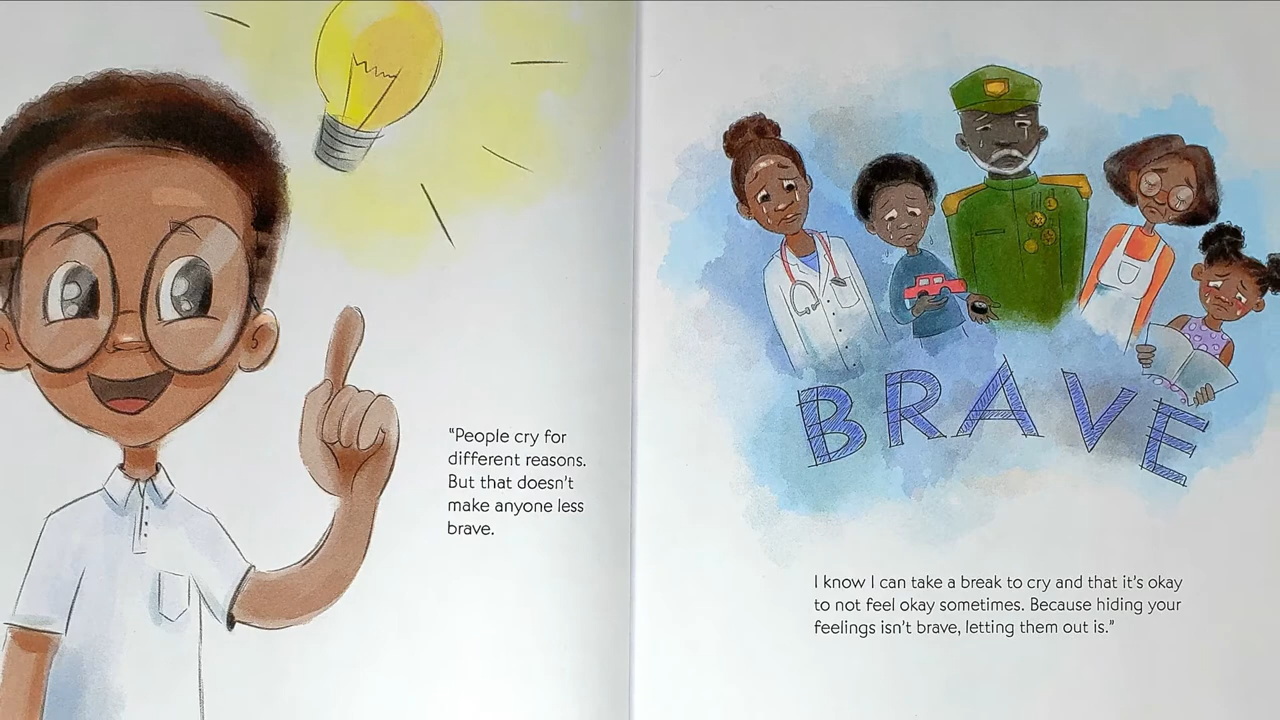 "People cry for
different reasons.
But that doesn't
make anyone less
brave.
BRAVE
I know I can take a break to cry and that it's okay
to not feel okay sometimes. Because hiding your
feelings isn't brave, letting them out is."